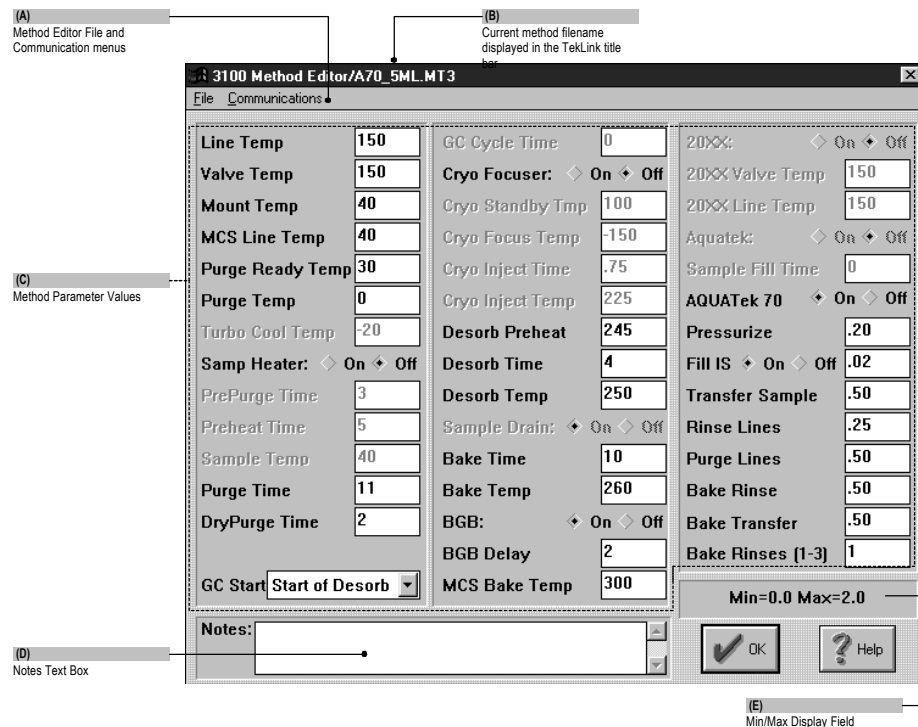 (A)
Method Editor File and
Communication menus
(B)
Current method filename
displayed in the TekLink title
bar
3100 Method Editor/A70_5ML.MT3
File Communications
Line Temp 150
Valve Temp 150
Mount Temp 40
MCS Line Temp 40
Purge Ready Temp 30
Purge Temp 0
Turbo Cool Temp -20
Samp Heater: On Off
PrePurge Time 3
Preheat Time 5
Sample Temp 40
Purge Time 11
DryPurge Time 2
GC Start Start of Desorb
GC Cycle Time 0
Cryo Focuser: On Off
Cryo Standby Tmp 100
Cryo Focus Temp -150
Cryo Inject Time .75
Cryo Inject Temp 225
Desorb Preheat 245
Desorb Time 4
Desorb Temp 250
Sample Drain: On Off
Bake Time 10
Bake Temp 260
BGB: On Off
BGB Delay 2
MCS Bake Temp 300
20XX: On Off
20XX Valve Temp 150
20XX Line Temp 150
Aquatek: On Off
Sample Fill Time 0
AQUATek 70 On Off
Pressurize .20
Fill IS On Off .02
Transfer Sample .50
Rinse Lines .25
Purge Lines .50
Bake Rinse .50
Bake Transfer .50
Bake Rinses (1-3) 1
Min=0.0 Max=2.0
Notes:
OK
Help
(C)
Method Parameter Values
(D)
Notes Text Box
(E)
Min/Max Display Field